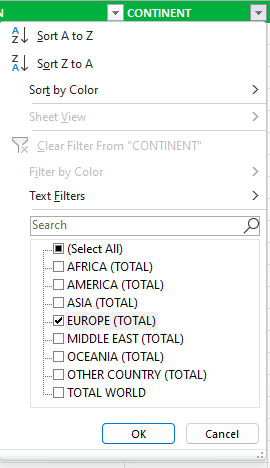 N CONTINENT
Sort A to Z
Sort Z to A
Sort by Color
Sheet View
Clear Filter From "CONTINENT"
Filter by Color
Text Filters
Search
(Select All)
AFRICA (TOTAL)
AMERICA (TOTAL)
ASIA (TOTAL)
EUROPE (TOTAL)
MIDDLE EAST (TOTAL)
OCEANIA (TOTAL)
OTHER COUNTRY (TOTAL)
TOTAL WORLD
OK Cancel